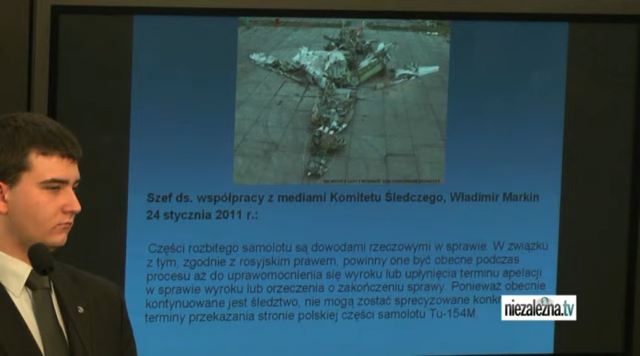 Szef ds. współpracy z mediami Komitetu Śledczego, Władimir Markin
24 stycznia 2011 r.:
Części rozbitego samolotu są dowodami rzeczowymi w sprawie. W związku
z tym, zgodnie z rosyjskim prawem, powinny one być obecne podczas
procesu aż do uprawomocnienia się wyroku lub upłynięcia terminu apelacji
w sprawie wyroku lub orzeczenia o zakończeniu sprawy. Ponieważ obecnie
kontynuowane jest śledztwo, nie mogą zostać sprecyzowane
terminy przekazania stronie polskiej części samolotu Tu-154M.
niezależna.tv